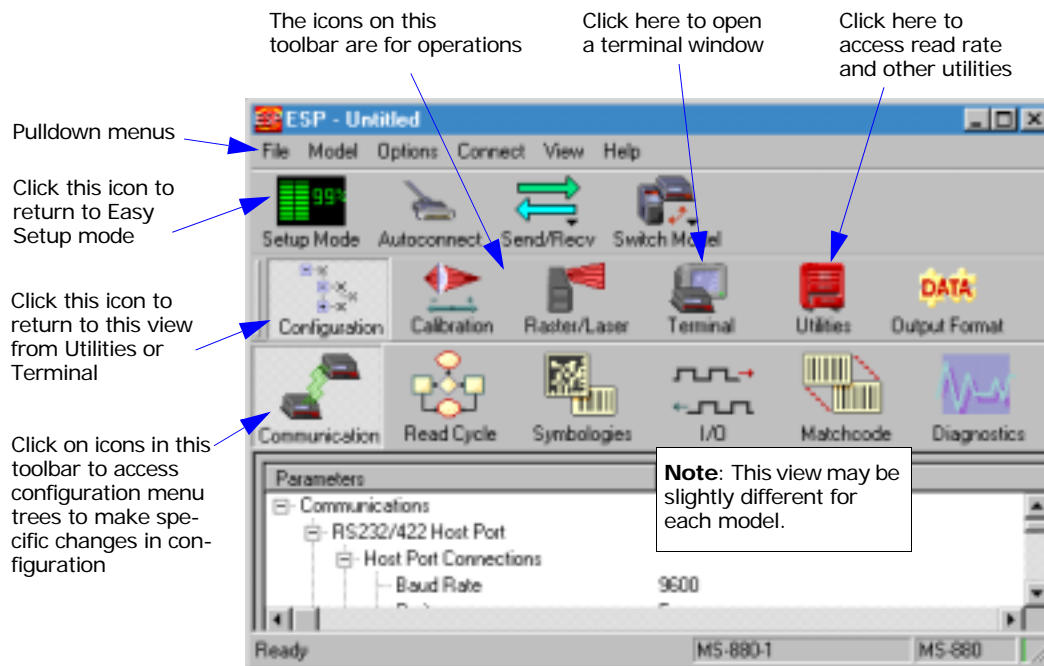 The icons on this
toolbar are for operations
Click here to open
a terminal window
Click here to
access read rate
and other utilities
Pulldown menus
Click this icon to
return to Easy
Setup mode
Click this icon to
return to this view
from Utilities or
Terminal
Click on icons in this
toolbar to access
configuration menu
trees to make spe-
cific changes in con-
figuration
ESP - Untitled
File Model Options Connect View Help
99%
Setup Mode Autoconnect Send/Recv Switch Model
DATA
Configuration Calibration Raster/Laser Terminal Utilities Output Format
Communication Read Cycle Symbologies I/O Matchcode Diagnostics
Note: This view may be
slightly different for
each model.
Parameters
Communications
RS232/422 Host Port
Host Port Connections
Baud Rate 9600
Ready MS-880-1 MS-880